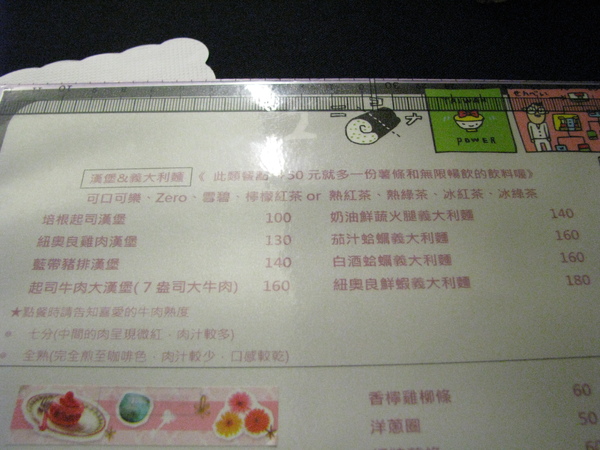 Taiwan
power
せんべい
漢堡&義大利麵 《 此類餐點+50元就多一份薯條和無限暢飲的飲料囉》
可口可樂、Zero、雪碧、檸檬紅茶 or 熱紅茶、熱綠茶、冰紅茶、冰綠茶
培根起司漢堡 100 奶油鮮蔬火腿義大利麵 140
紐奧良雞肉漢堡 130 茄汁蛤蠣義大利麵 160
藍帶豬排漢堡 140 白酒蛤蠣義大利麵 160
起司牛肉大漢堡(7盎司大牛肉) 160 紐奧良鮮蝦義大利麵 180
★點餐時請告知喜愛的牛肉熟度
七分(中間的肉呈現微紅、肉汁較多)
全熟(完全煎至咖啡色、肉汁較少、口感較乾)
香檸雞柳條 60
洋蔥圈 50